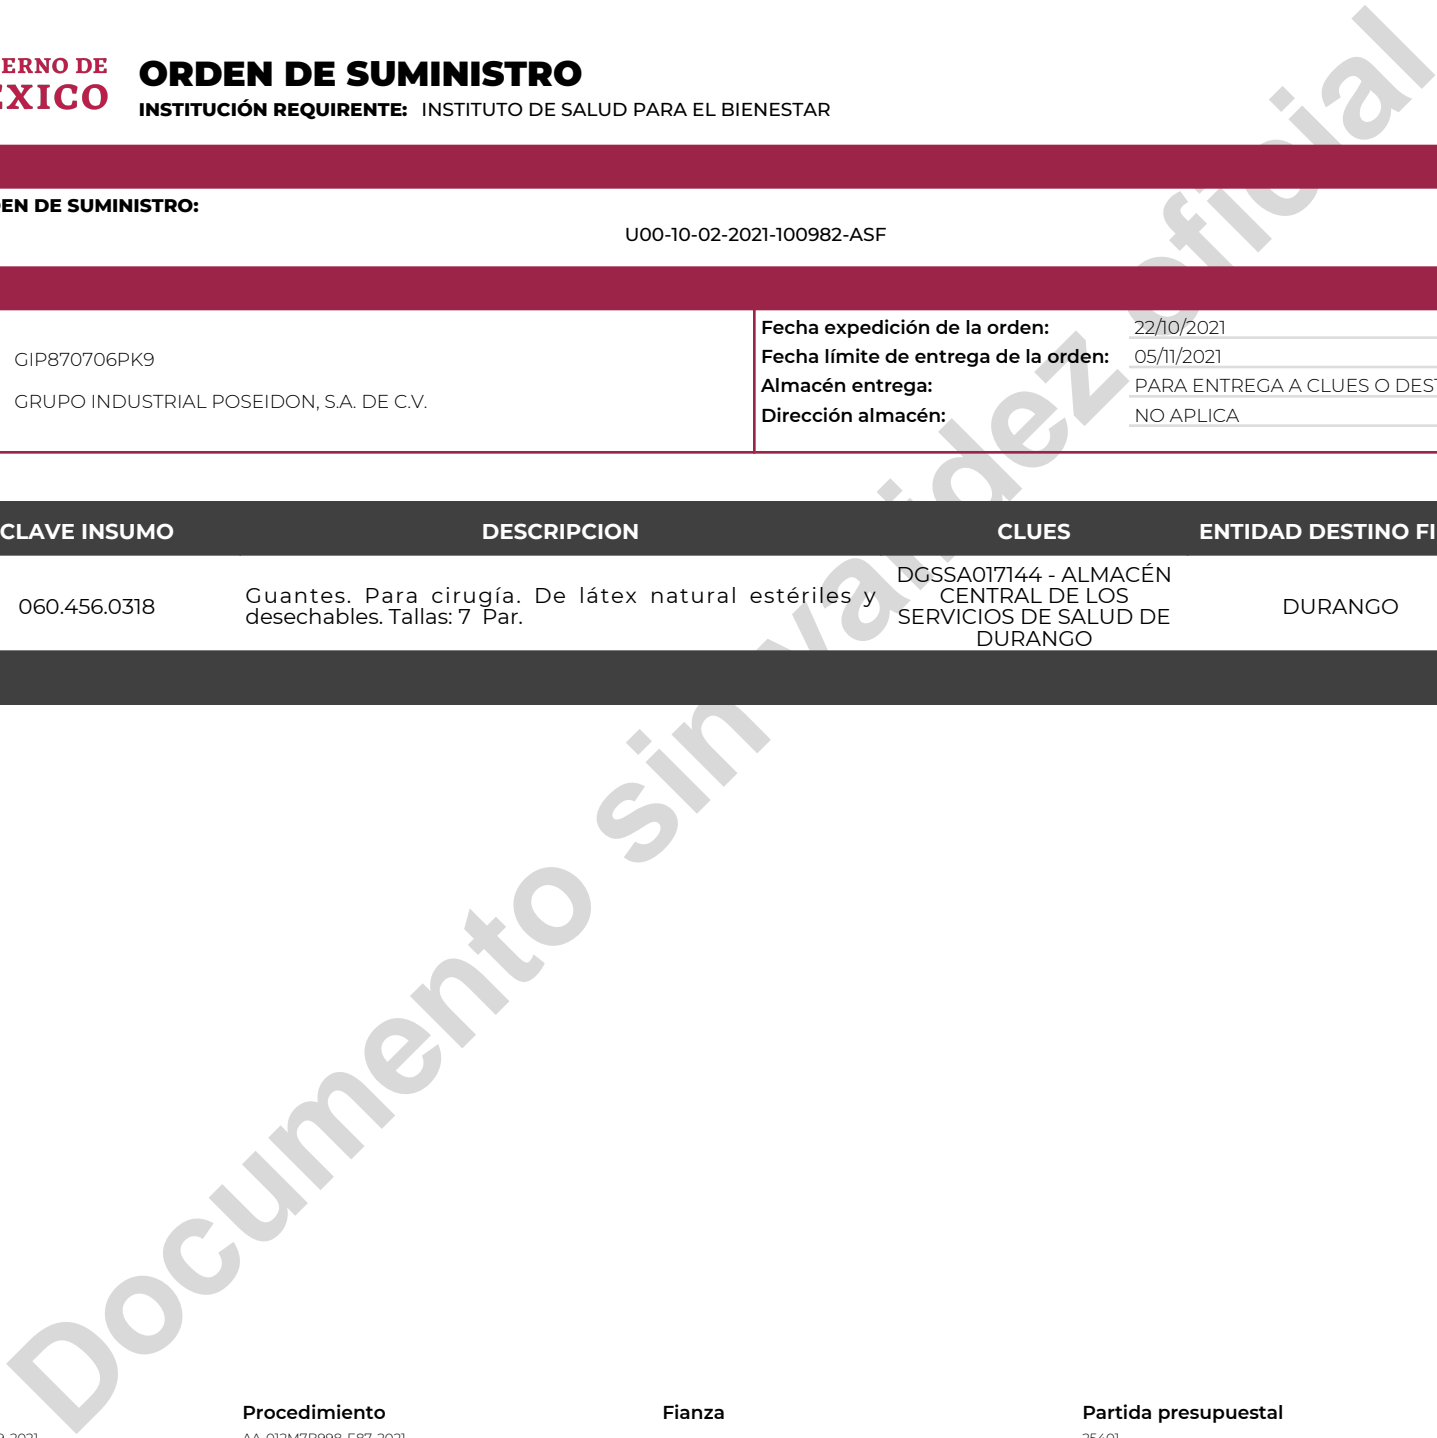 ERNO DE
XICO
ORDEN DE SUMINISTRO
INSTITUCIÓN REQUIRENTE: INSTITUTO DE SALUD PARA EL BIENESTAR
EN DE SUMINISTRO:
U00-10-02-2021-100982-ASF
GIP870706PK9
GRUPO INDUSTRIAL POSEIDON, S.A. DE C.V.
Fecha expedición de la orden: 22/10/2021
Fecha límite de entrega de la orden: 05/11/2021
Almacén entrega: PARA ENTREGA A CLUES O DEST
Dirección almacén: NO APLICA
CLAVE INSUMO DESCRIPCION CLUES ENTIDAD DESTINO FI
060.456.0318
Guantes. Para cirugía. De látex natural estériles y
desechables. Tallas: 7 Par.
DGSSA017144 - ALMACÉN
CENTRAL DE LOS
SERVICIOS DE SALUD DE
DURANGO
DURANGO
Documento sin validez oficial
Procedimiento Fianza Partida presupuestal